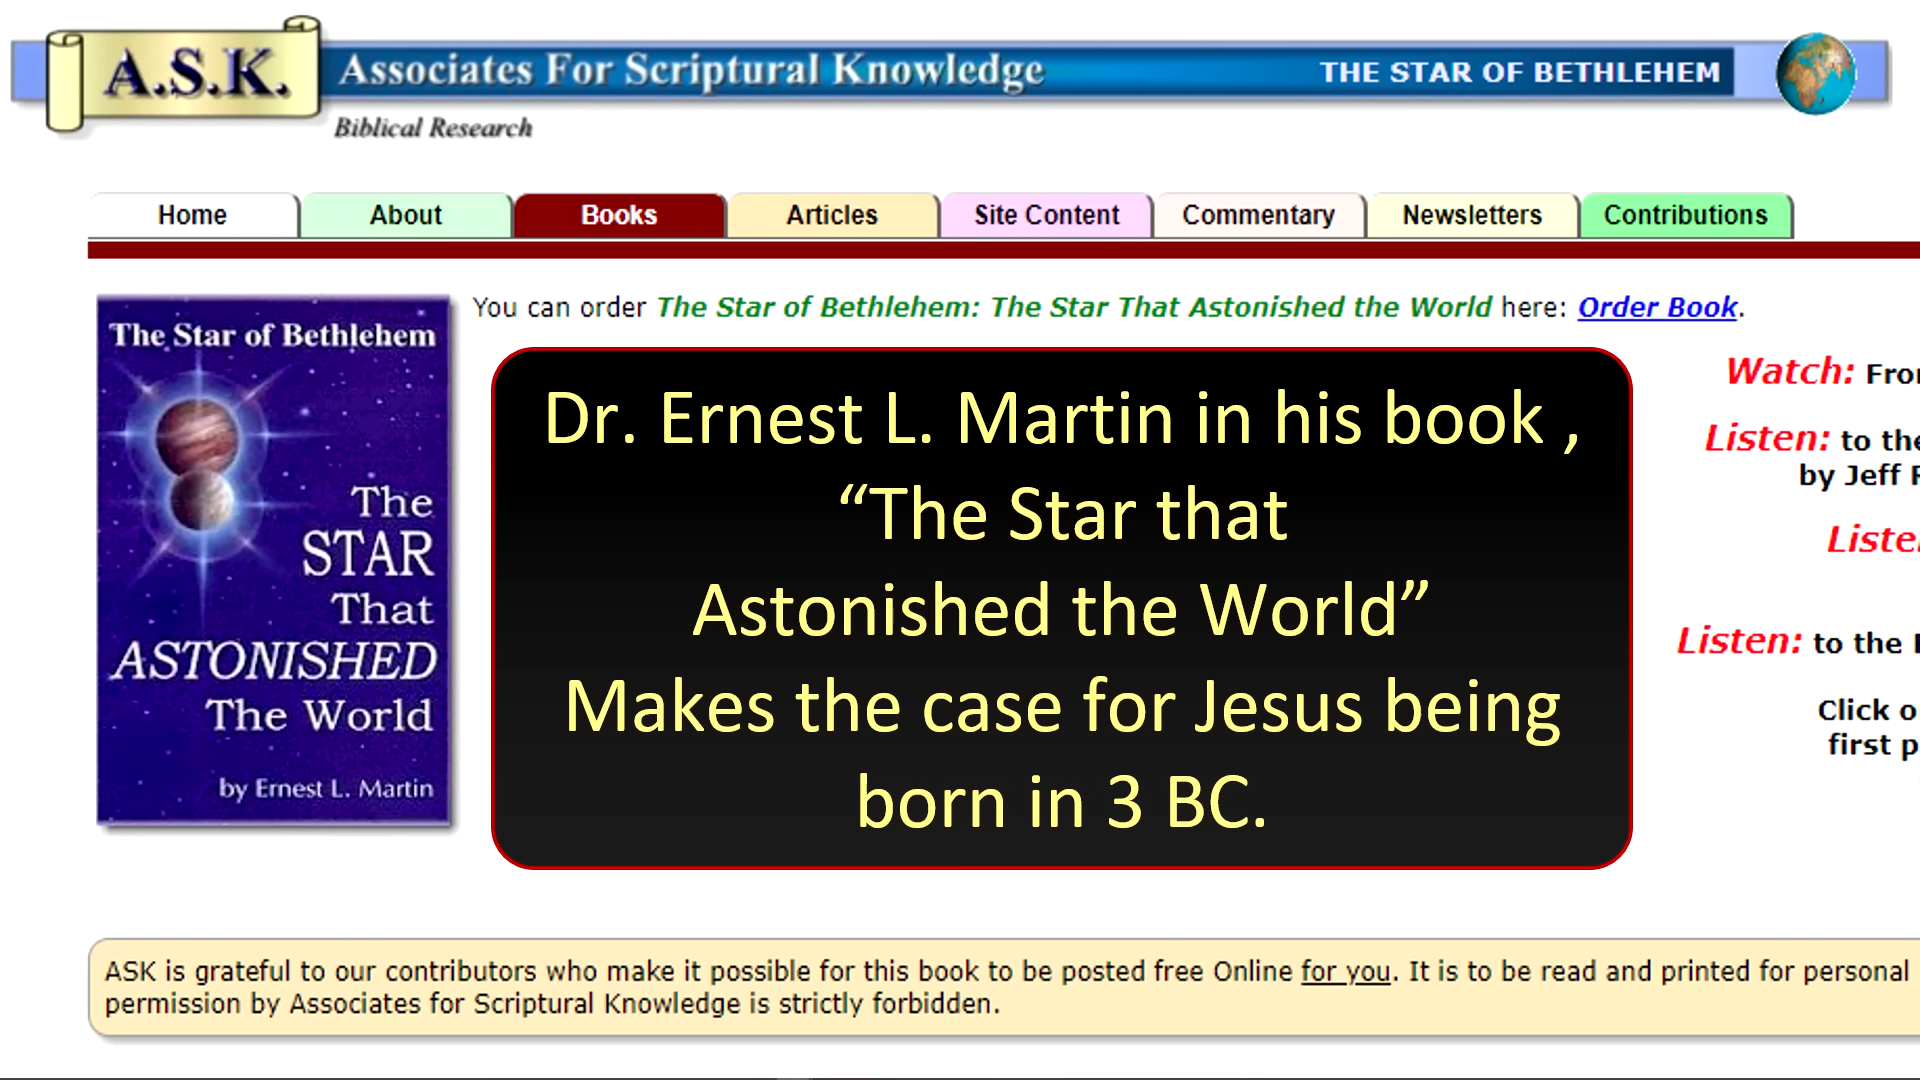 A.S.K.
Associates For Scriptural Knowledge
THE STAR OF BETHLEHEM
Biblical Research
Home
About
Books
Articles
Site Content
Commentary
Newsletters
Contributions
The Star of Bethlehem
The
STAR
That
ASTONISHED
The World
by Ernest L. Martin
You can order The Star of Bethlehem: The Star That Astonished the World here: Order Book.
Dr. Ernest L. Martin in his book ,
“The Star that
Astonished the World”
Makes the case for Jesus being
born in 3 BC.
Watch:
Listen: to the
by Jeff
Listen: to the
Click
first
ASK is grateful to our contributors who make it possible for this book to be posted free Online for you. It is to be read and printed for personal
permission by Associates for Scriptural Knowledge is strictly forbidden.